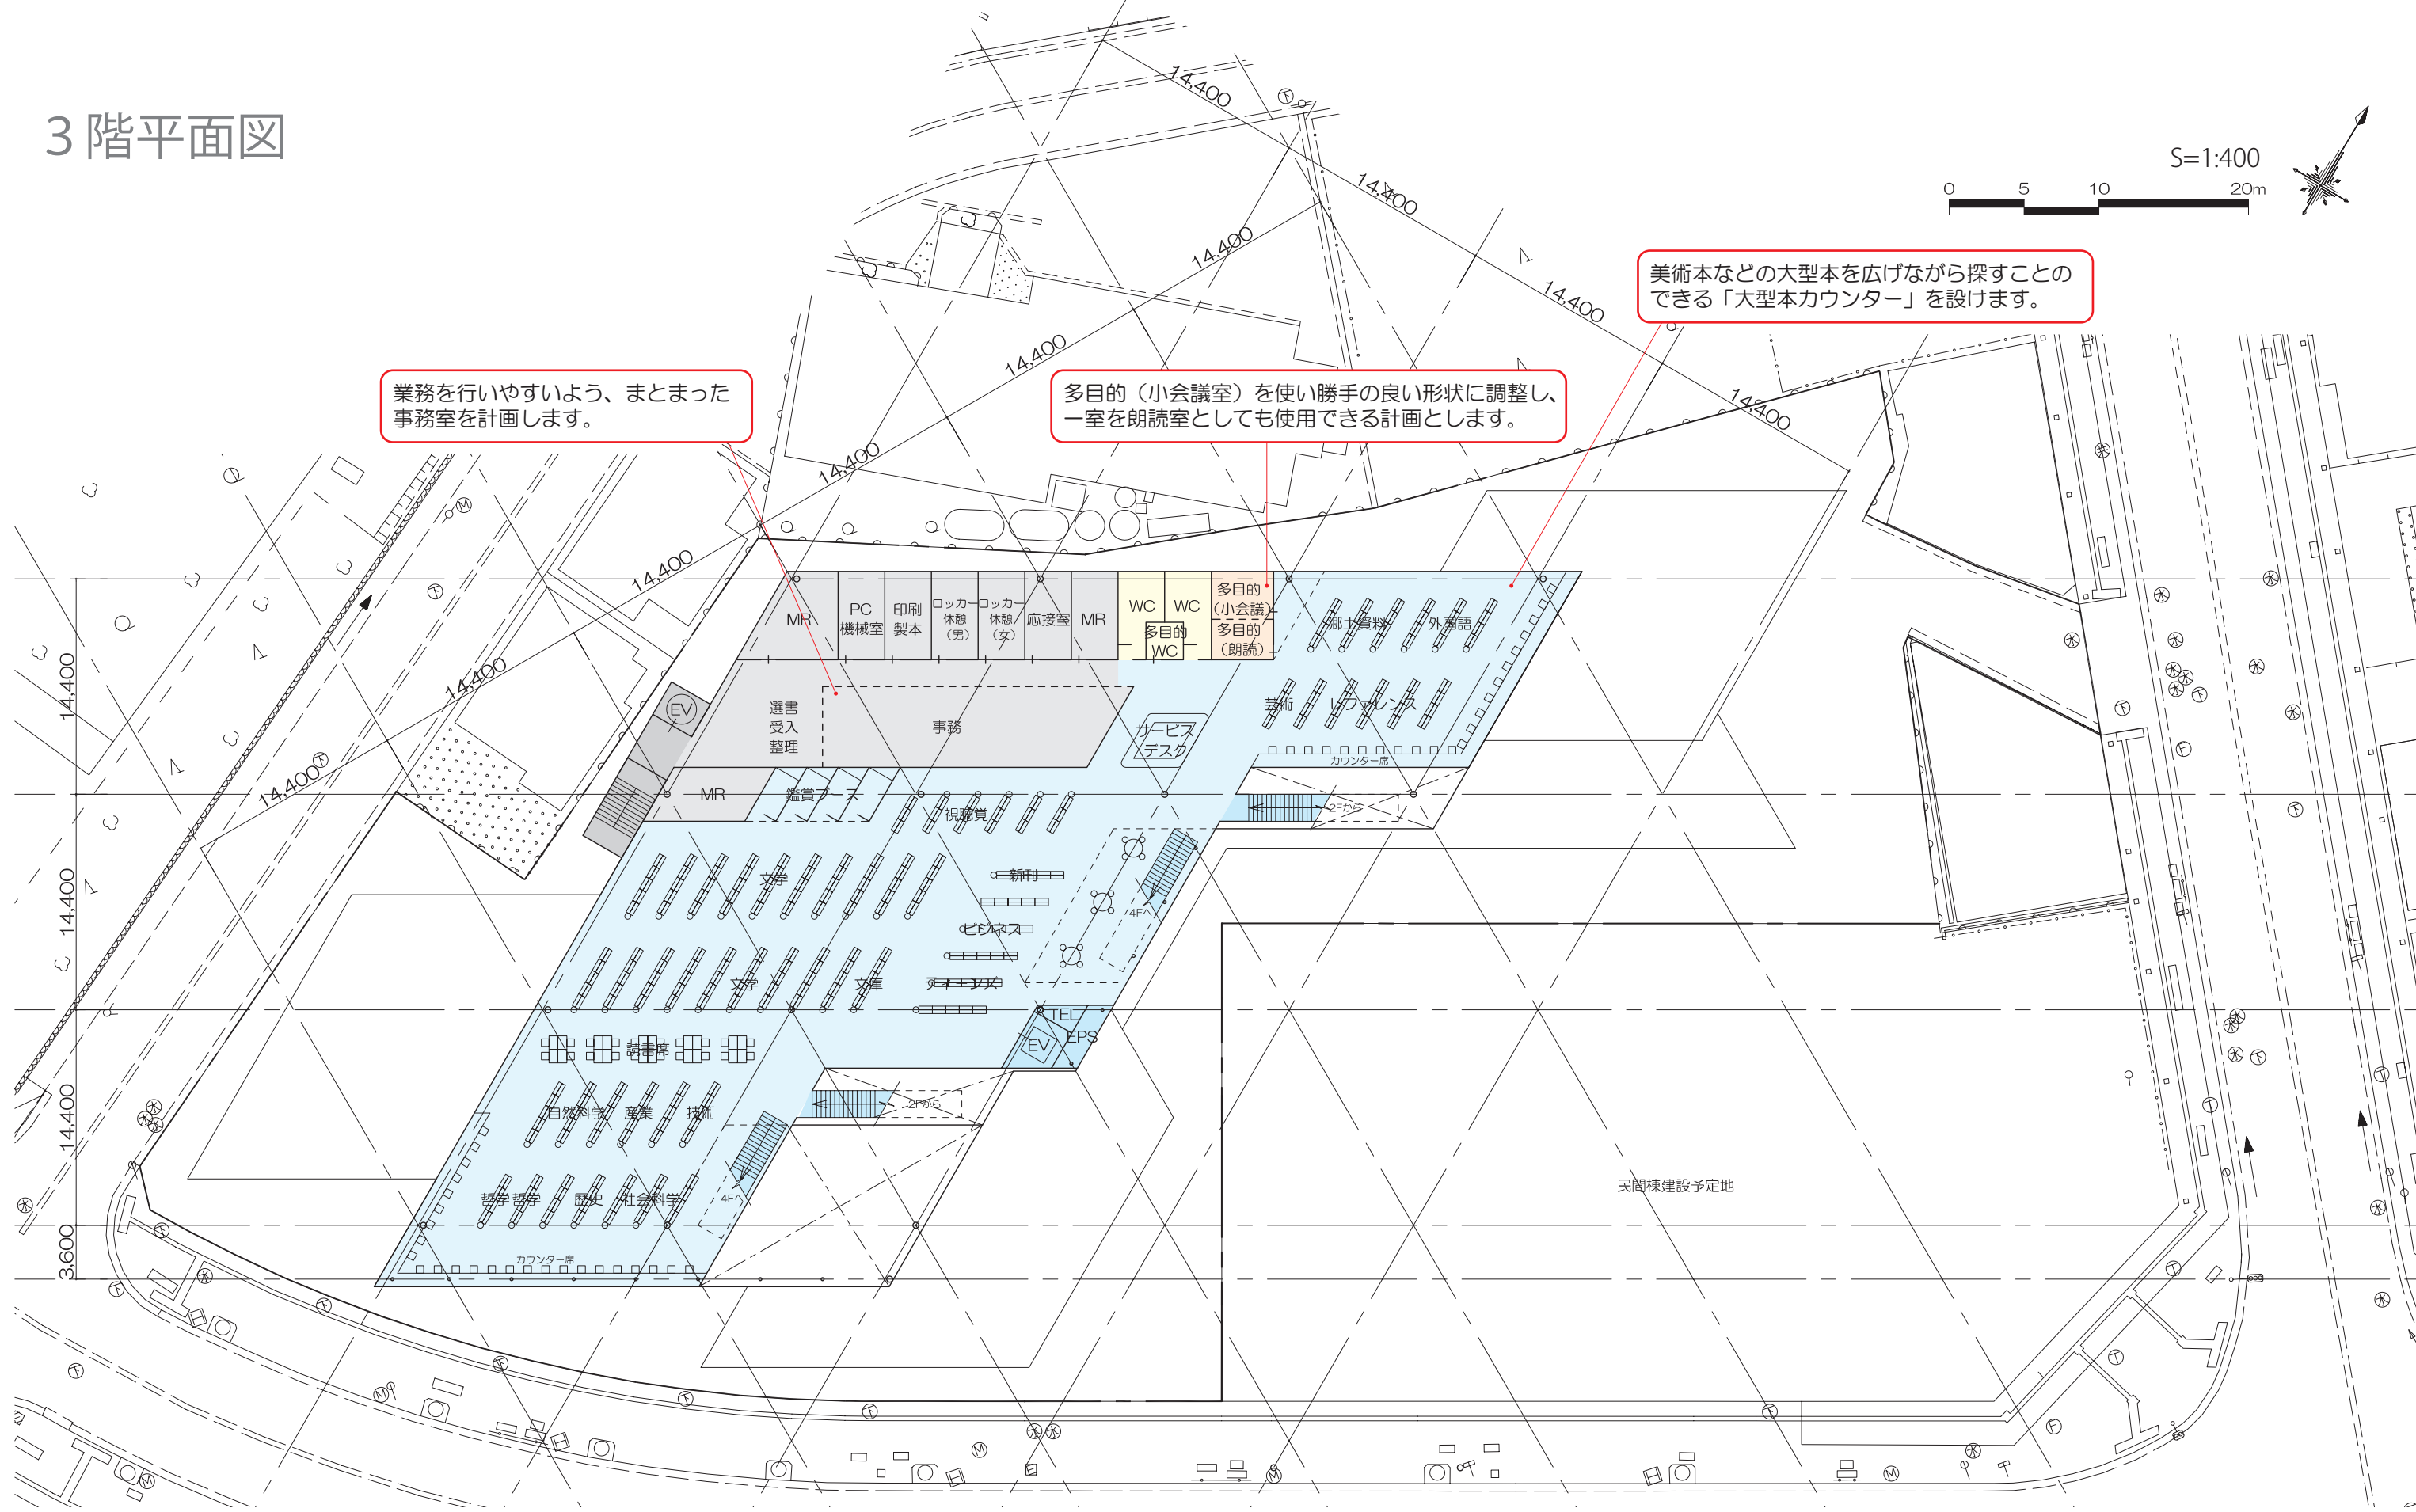 3階平面図
S=1:400
0 5 10 20m
美術本などの大型本を広げながら探すことの
できる「大型本カウンター」を設けます。
業務を行いやすいよう、まとまった
事務室を計画します。
多目的（小会議室）を使い勝手の良い形状に調整し、
一室を朗読室としても使用できる計画とします。
14,400
14,400
14,400
14,400
14,400
14,400
14,400
14,400
14,400
14,400
14,400
14,400
14,400
3,600
MR
PC
機械室
印刷
製本
ロッカー
休憩
（男）
ロッカー
休憩
（女）
応接室
MR
WC
WC
多目的
WC
多目的
（小会議）
多目的
（朗読）
郷土資料
外国語
芸術
レファレンス
カウンター席
EV
選書
受入
整理
事務
サービス
デスク
MR
鑑賞ブース
視聴覚
2Fから
文学
新刊
4Fへ
ビジネス
文学
文庫
ティーンズ
TEL
EPS
EV
読書席
2Fから
自然科学
産業
技術
哲学
哲学
歴史
社会科学
4Fへ
カウンター席
民間棟建設予定地